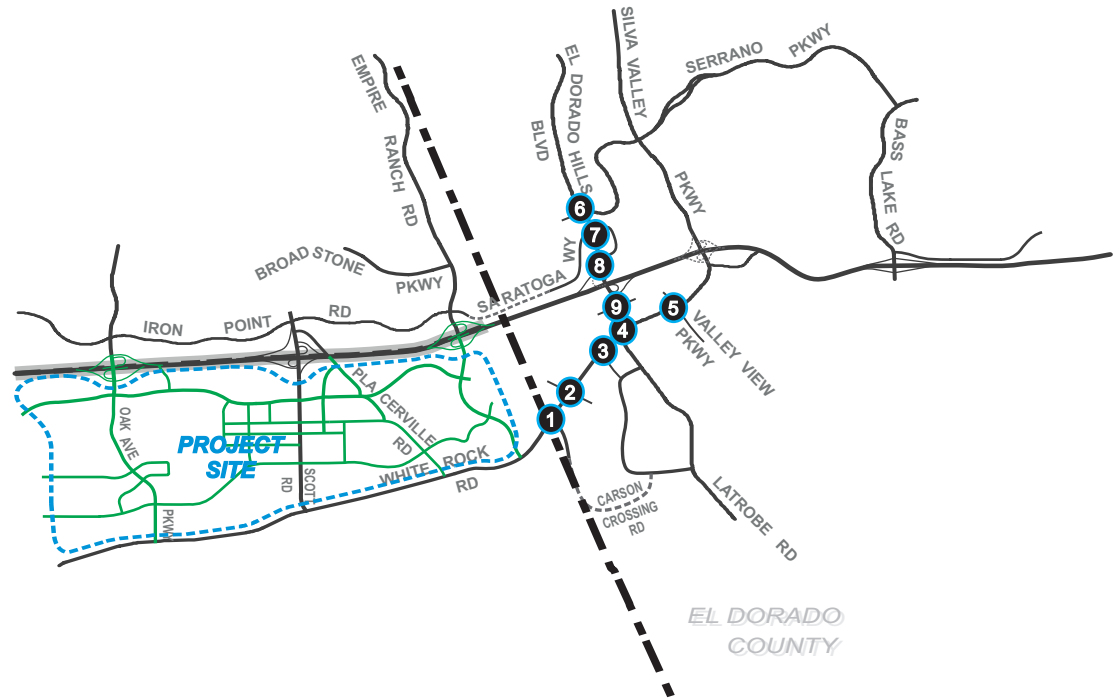 SILVA VALLEY
PKWY
SERRANO
PKWY
EL DORADO HILLS
BLVD
EMPIRE
RANCH RD
BASS
LAKE RD
6
7
8
9
5
4
3
2
1
WY
SARATOGA
BROAD STONE
PKWY
IRON POINT RD
VALLEY VIEW
PKWY
OAK AVE
PKWY
PROJECT
SITE
PLA CERVILLE
RD
SCOTT
RD
WHITE ROCK
RD
CARSON
CROSSING
RD
LATROBE RD
EL DORADO
COUNTY